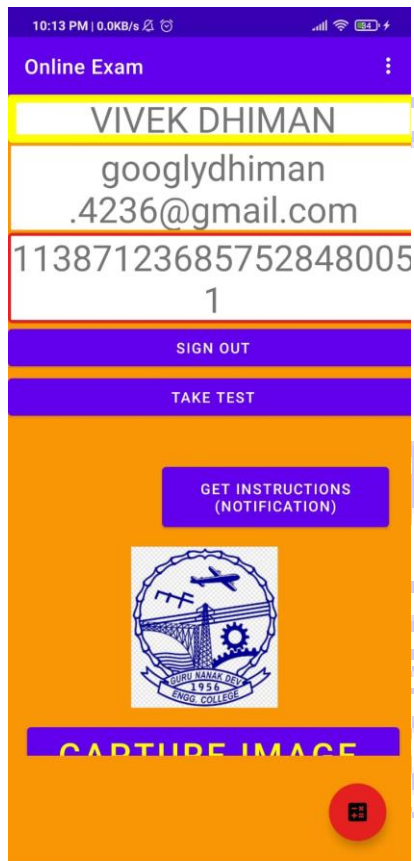 10:13 PM | 0.0KB/s
84
Online Exam
VIVEK DHIMAN
googlydhiman
.4236@gmail.com
11387123685752848005
1
SIGN OUT
TAKE TEST
GET INSTRUCTIONS
(NOTIFICATION)
GURU NANAK DEV
1956
ENGG. COLLEGE
CAPTURE IMAGE